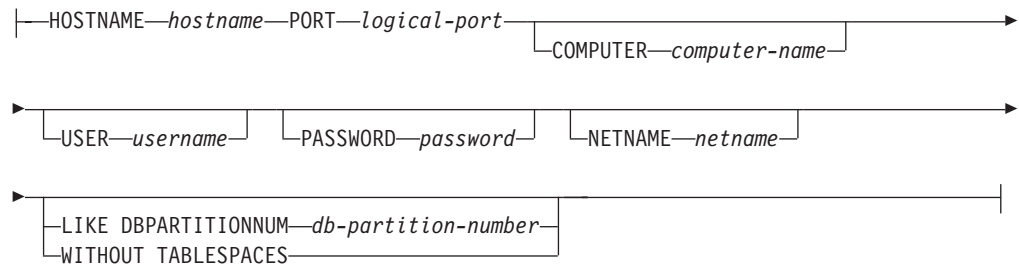 HOSTNAME hostname PORT logical-port
COMPUTER computer-name
USER username PASSWORD password NETNAME netname
LIKE DBPARTITIONNUM db-partition-number
WITHOUT TABLESPACES